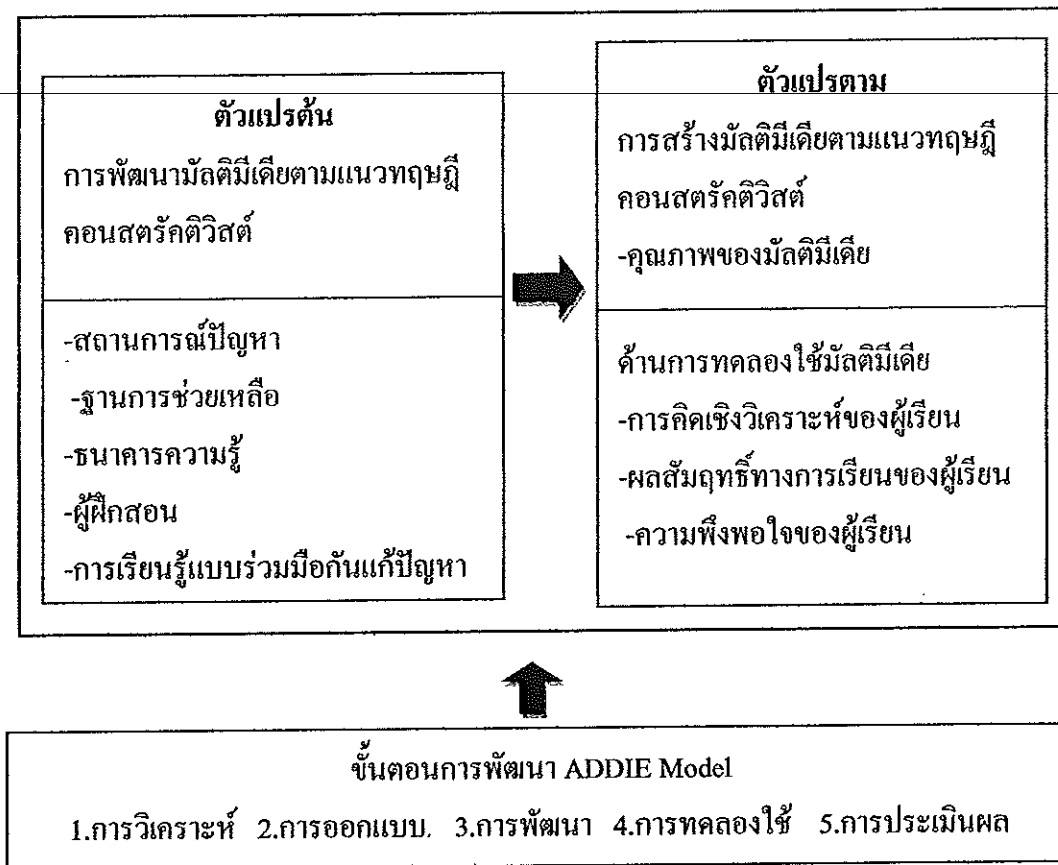 ตัวแปรต้น
การพัฒนามัลติมีเดียตามแนวทฤษฎี
คอนสตรัคติวิสต์
-สถานการณ์ปัญหา
-ฐานการช่วยเหลือ
-ธนาคารความรู้
-ผู้ฝึกสอน
-การเรียนรู้แบบร่วมมือกันแก้ปัญหา
ตัวแปรตาม
การสร้างมัลติมีเดียตามแนวทฤษฎี
คอนสตรัคติวิสต์
-คุณภาพของมัลติมีเดีย
ด้านการทดลองใช้มัลติมีเดีย
-การคิดเชิงวิเคราะห์ของผู้เรียน
-ผลสัมฤทธิ์ทางการเรียนของผู้เรียน
-ความพึงพอใจของผู้เรียน
ขั้นตอนการพัฒนา ADDIE Model
1.การวิเคราะห์ 2.การออกแบบ. 3.การพัฒนา 4.การทดลองใช้ 5.การประเมินผล